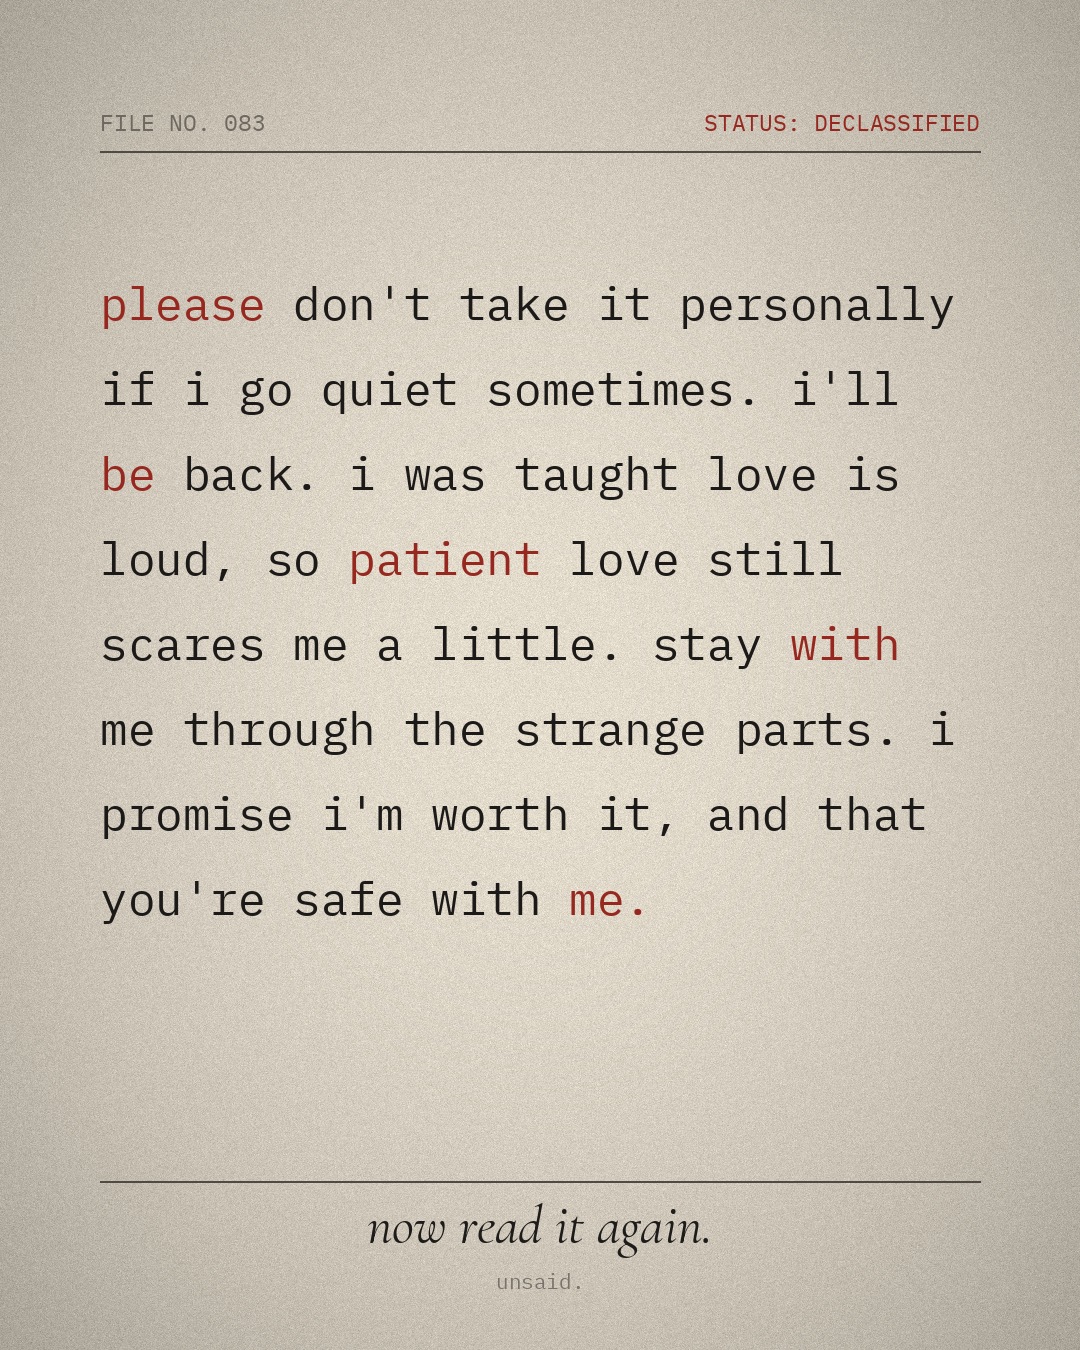 FILE NO. 083
STATUS: DECLASSIFIED
please don't take it personally
if i go quiet sometimes. i'll
be back. i was taught love is
loud, so patient love still
scares me a little. stay with
me through the strange parts. i
promise i'm worth it, and that
you're safe with me.
now read it again.
unsaid.